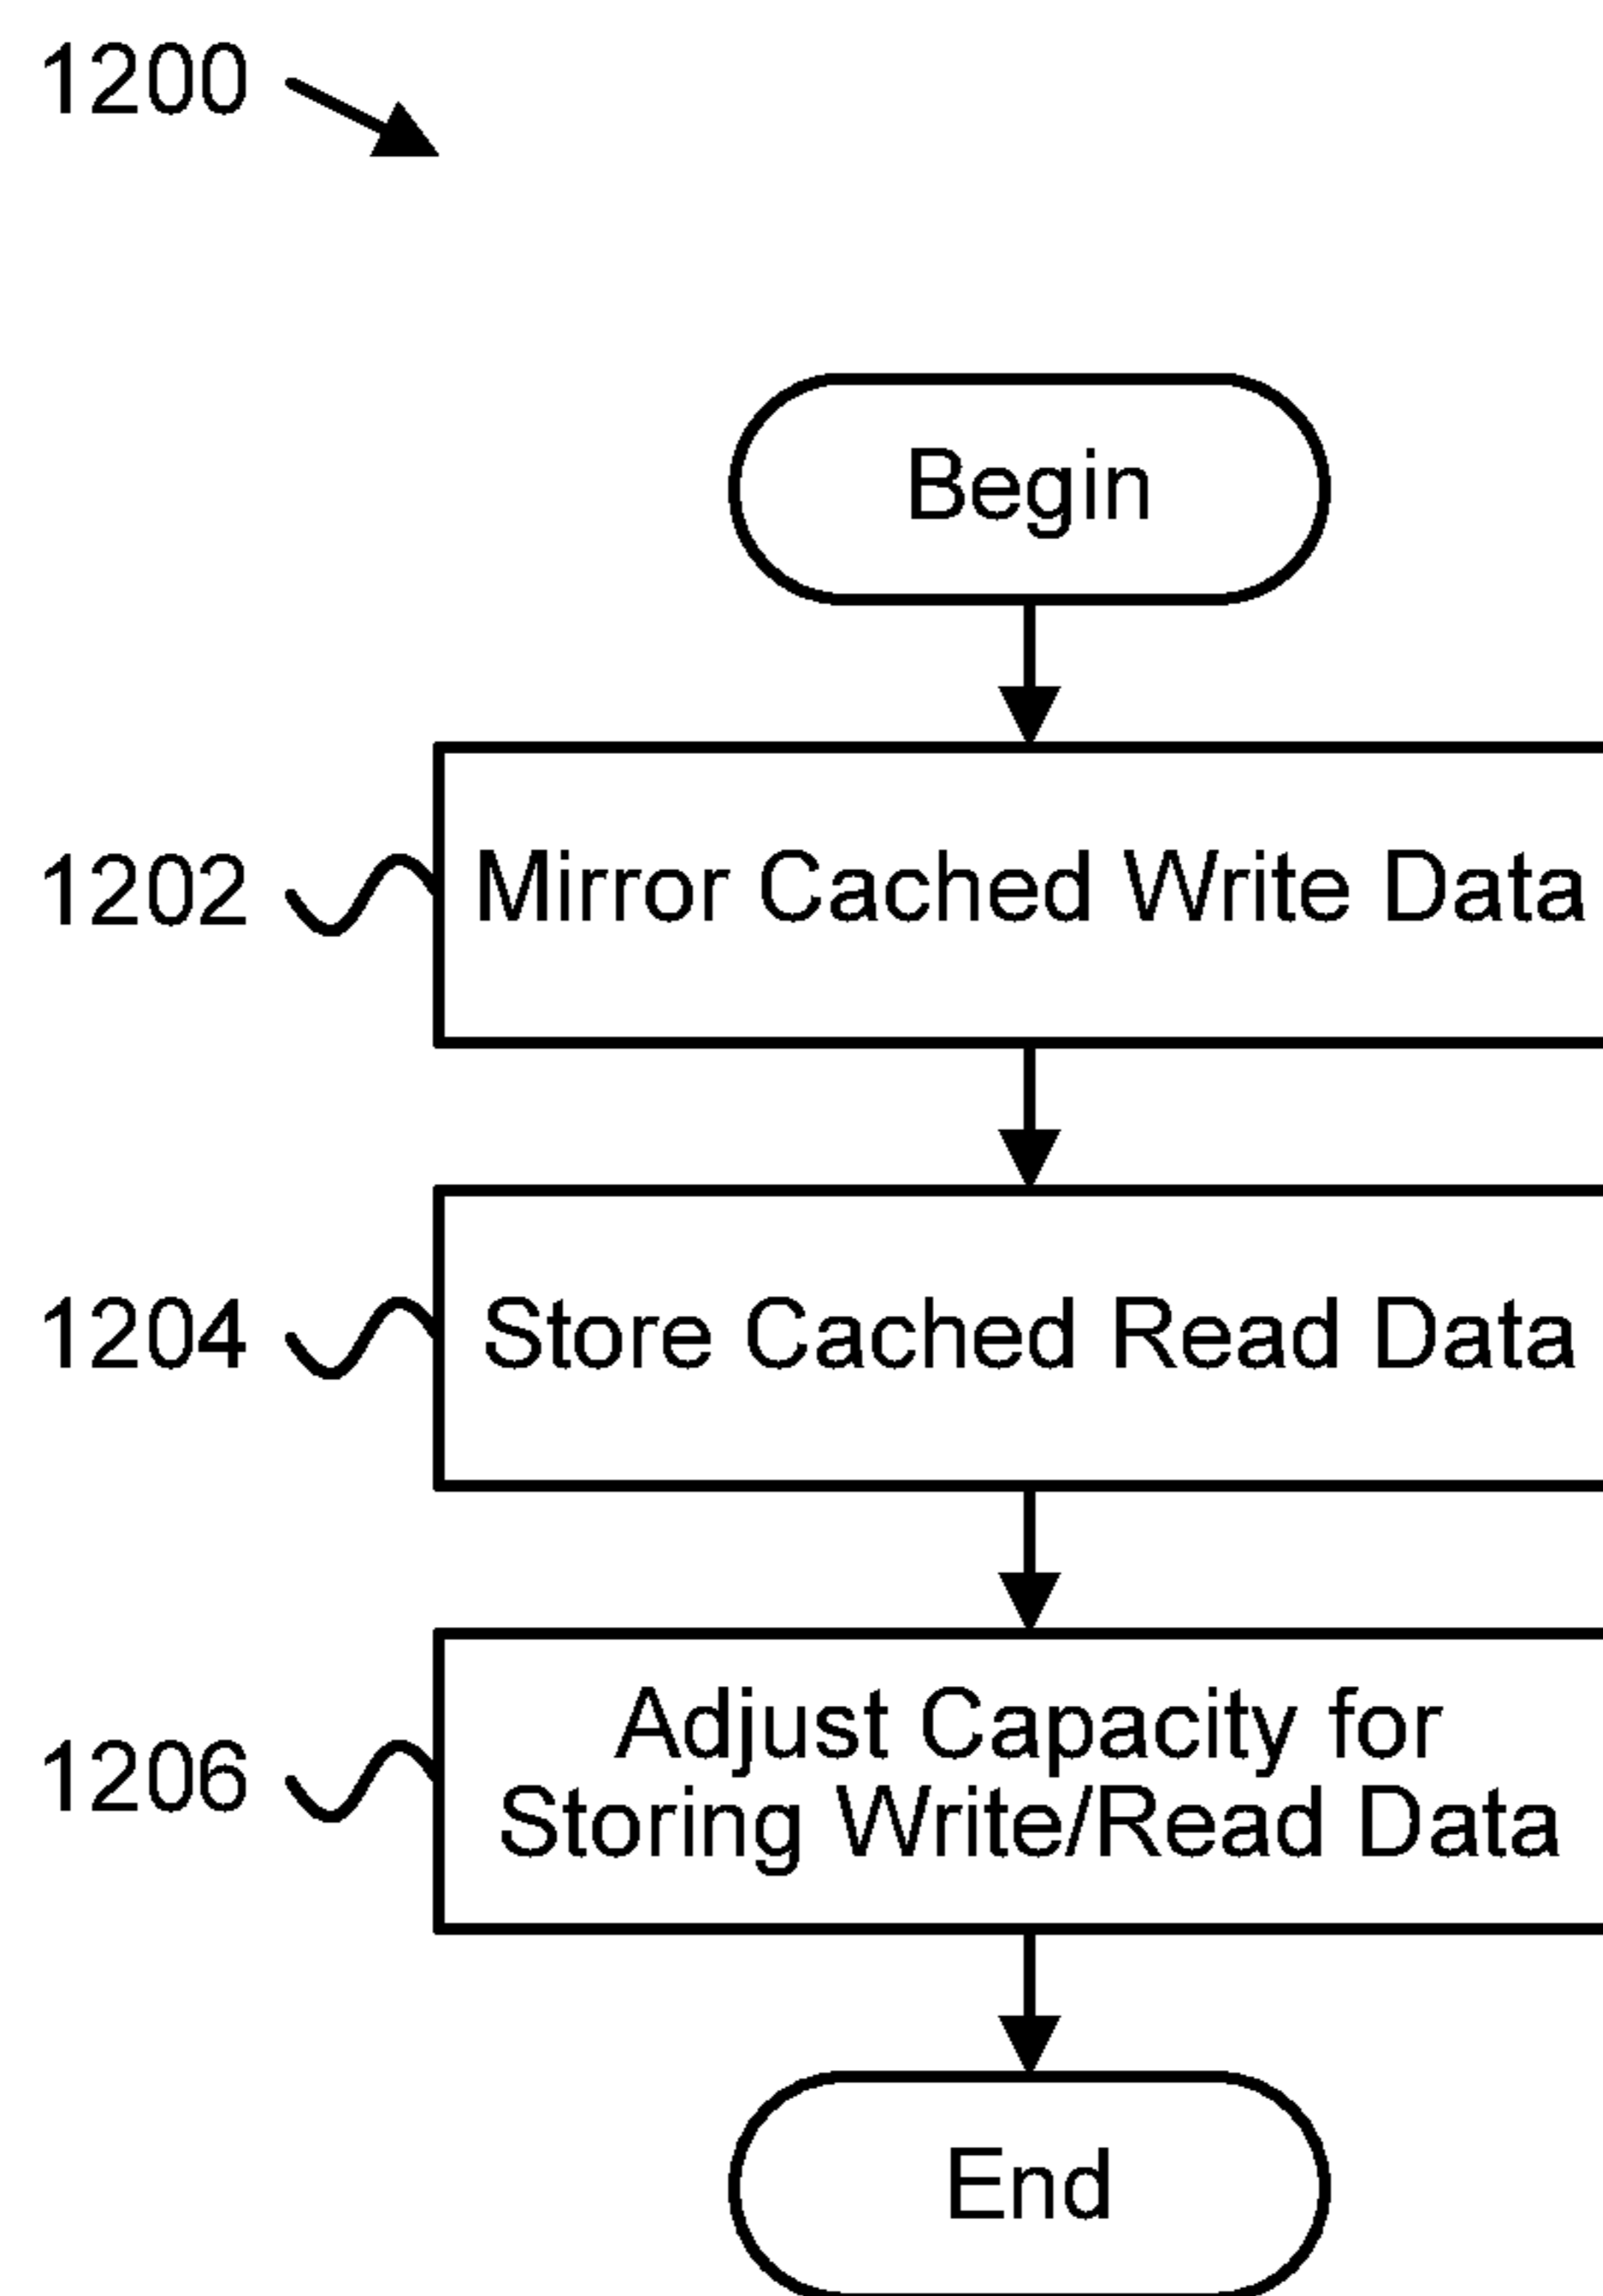 1200
Begin
1202
Mirror Cached Write Data
1204
Store Cached Read Data
1206
Adjust Capacity for
Storing Write/Read Data
End